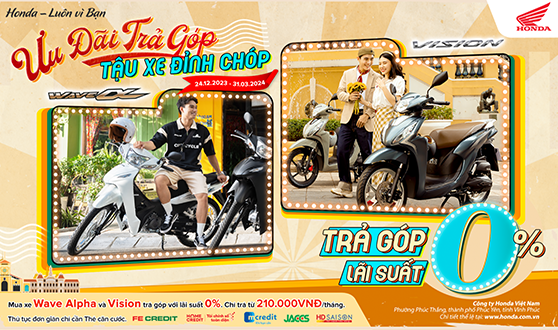 Honda – Luôn vì Bạn
HONDA
Ưu Đãi Trả Góp
TẬU XE ĐỈNH CHÓP
24.12.2023 - 31.03.2024
WAVE α
VISION
TRẢ GÓP
LÃI SUẤT
0%
Mua xe Wave Alpha và Vision trả góp với lãi suất 0%. Chi trả từ 210.000VNĐ/tháng.
Thủ tục đơn giản chỉ cần Thẻ căn cước.
FE CREDIT
HOME CREDIT
mcredit
JACCS
HD SAISON
Công ty Honda Việt Nam
Phường Phúc Thắng, thành phố Phúc Yên, tỉnh Vĩnh Phúc
Chi tiết thể lệ tại: www.honda.com.vn